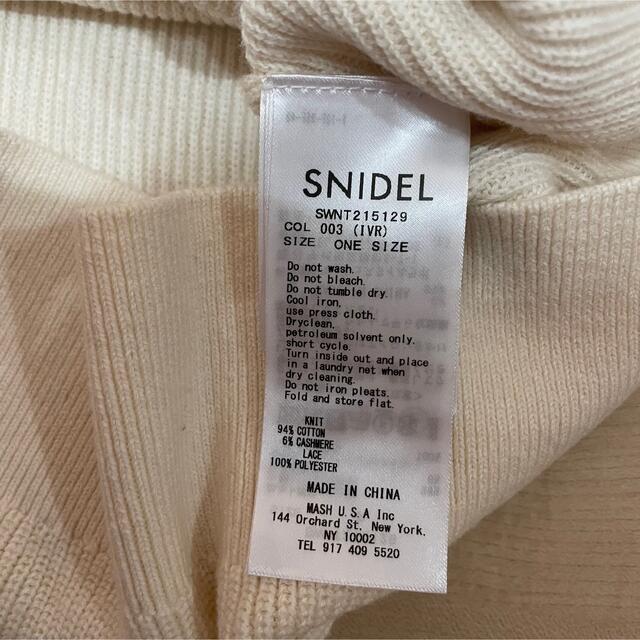 SNIDEL
SWNT215129
COL 003 (IVR)
SIZE ONE SIZE
Do not wash.
Do not bleach.
Do not tumble dry.
Cool iron,
use press cloth.
Dryclean,
petroleum solvent only.
short cycle.
Turn inside out and place
in a laundry net when
dry cleaning.
Do not iron pleats.
Fold and store flat.
KNIT
94% COTTON
6% CASHMERE
LACE
100% POLYESTER
MADE IN CHINA
MASH U.S.A Inc
144 Orchard St, New York.
NY 10002
TEL 917 409 5520